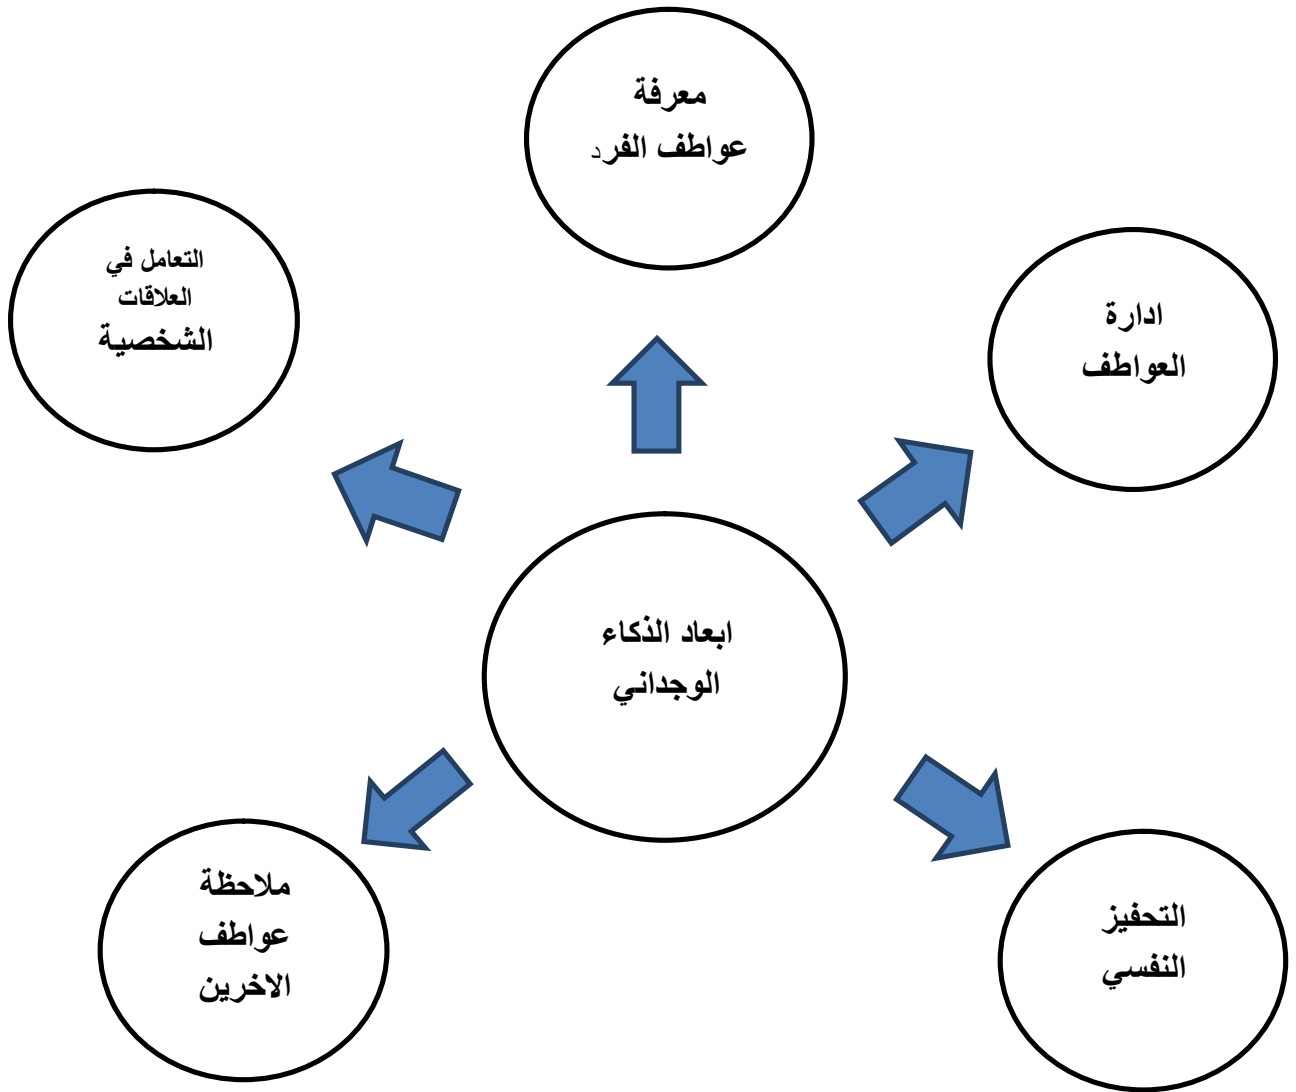 معرفة
عواطف الفرد
التعامل في
العلاقات
الشخصية
ادارة
العواطف
ابعاد الذكاء
الوجداني
ملاحظة
عواطف
الاخرين
التحفيز
النفسي